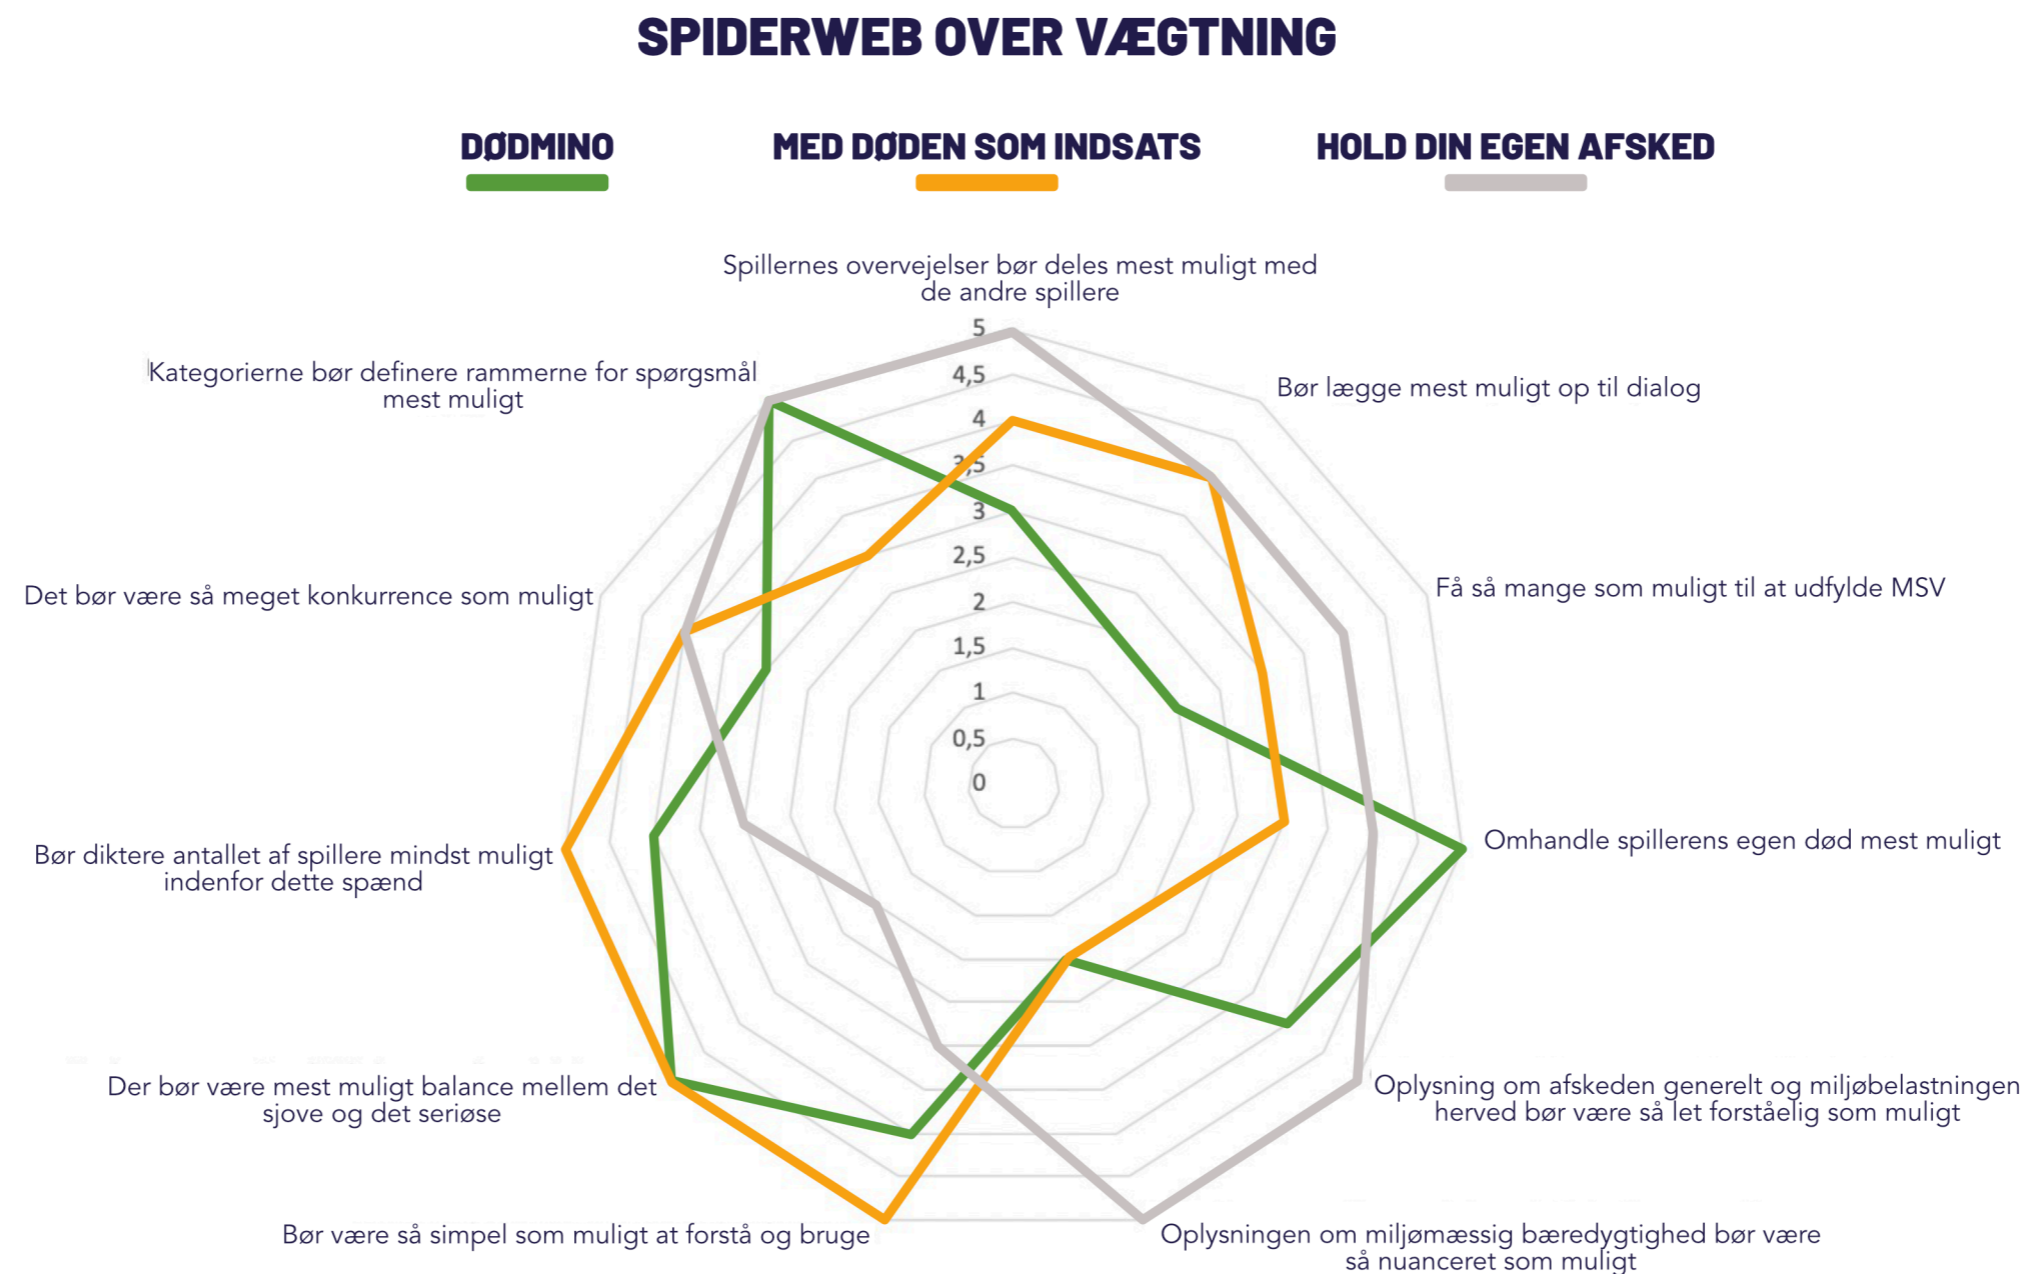 SPIDERWEB OVER VÆGTNING
DØDMINO
MED DØDEN SOM INDSATS
HOLD DIN EGEN AFSKED
Spillernes overvejelser bør deles mest muligt med
de andre spillere
Kategorierne bør definere rammerne for spørgsmål
mest muligt
Bør lægge mest muligt op til dialog
Det bør være så meget konkurrence som muligt
Få så mange som muligt til at udfylde MSV
Bør diktere antallet af spillere mindst muligt
indenfor dette spænd
Omhandle spillerens egen død mest muligt
Der bør være mest muligt balance mellem det
sjove og det seriøse
Oplysning om afskeden generelt og miljøbelastningen
herved bør være så let forståelig som muligt
Bør være så simpel som muligt at forstå og bruge
Oplysningen om miljømæssig bæredygtighed bør være
så nuanceret som muligt
5
4,5
4
3,5
3
2,5
2
1,5
1
0,5
0